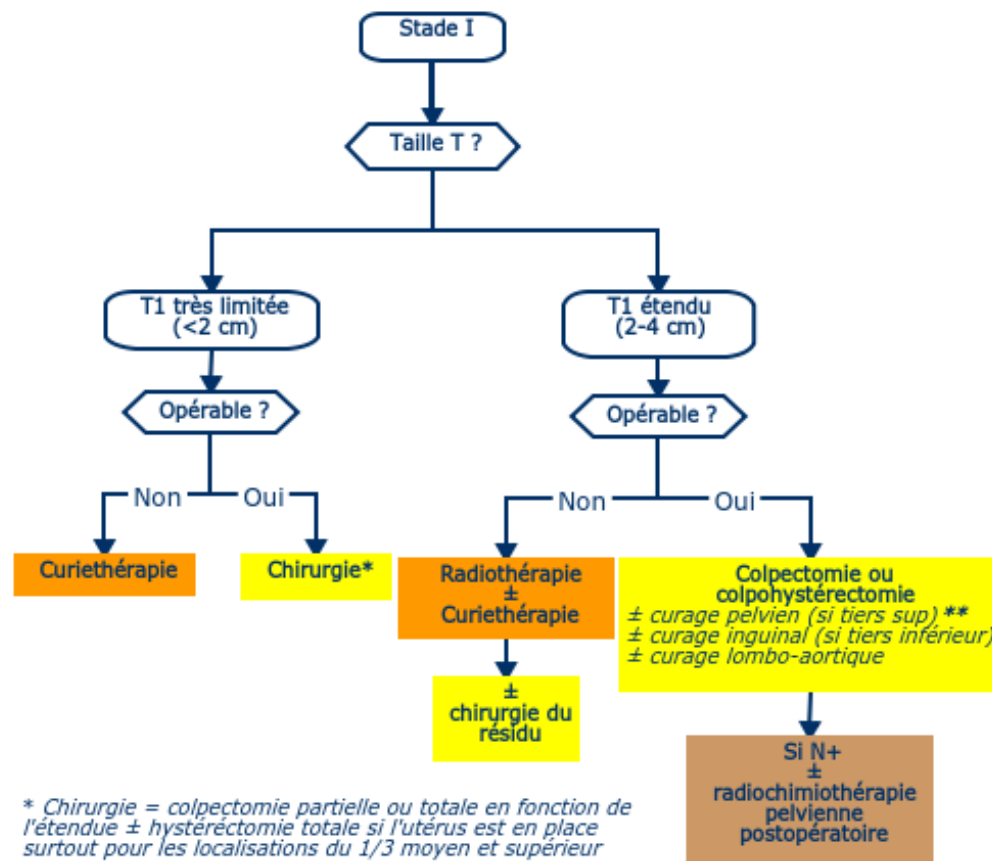 Stade I
Taille T ?
T1 très limitée
(<2 cm)
T1 étendu
(2-4 cm)
Opérable ?
Opérable ?
Non
Oui
Non
Oui
Curiethérapie
Chirurgie*
Radiothérapie
±
Curiethérapie
Colpectomie ou
colpohystérectomie
± curage pelvien (si tiers sup) **
± curage inguinal (si tiers inférieur)
± curage lombo-aortique
±
chirurgie du
résidu
Si N+
±
radiochimiothérapie
pelvienne
postopératoire
* Chirurgie = colpectomie partielle ou totale en fonction de
l'étendue ± hystéréctomie totale si l'utérus est en place
surtout pour les localisations du 1/3 moyen et supérieur